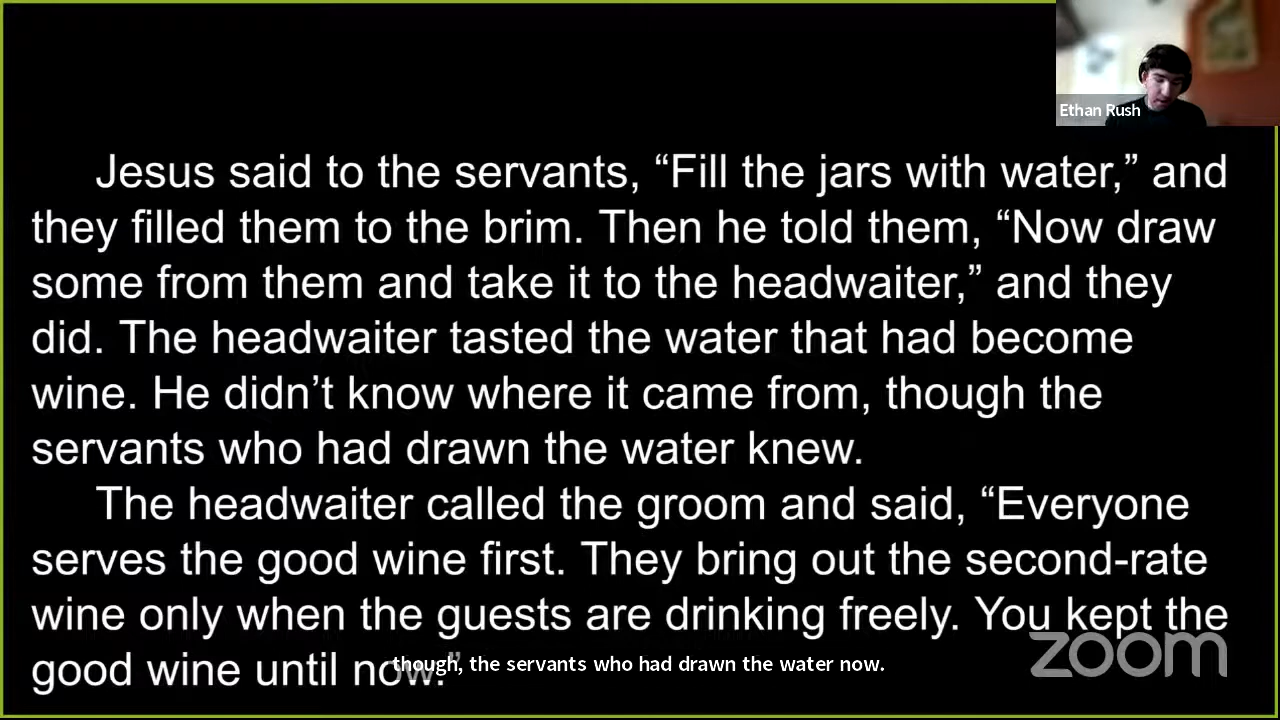 Ethan Rush
Jesus said to the servants, “Fill the jars with water,” and
they filled them to the brim. Then he told them, “Now draw
some from them and take it to the headwaiter,” and they
did. The headwaiter tasted the water that had become
wine. He didn’t know where it came from, though the
servants who had drawn the water knew.
The headwaiter called the groom and said, “Everyone
serves the good wine first. They bring out the second-rate
wine only when the guests are drinking freely. You kept the
good wine until now.”
though, the servants who had drawn the water now.
zoom